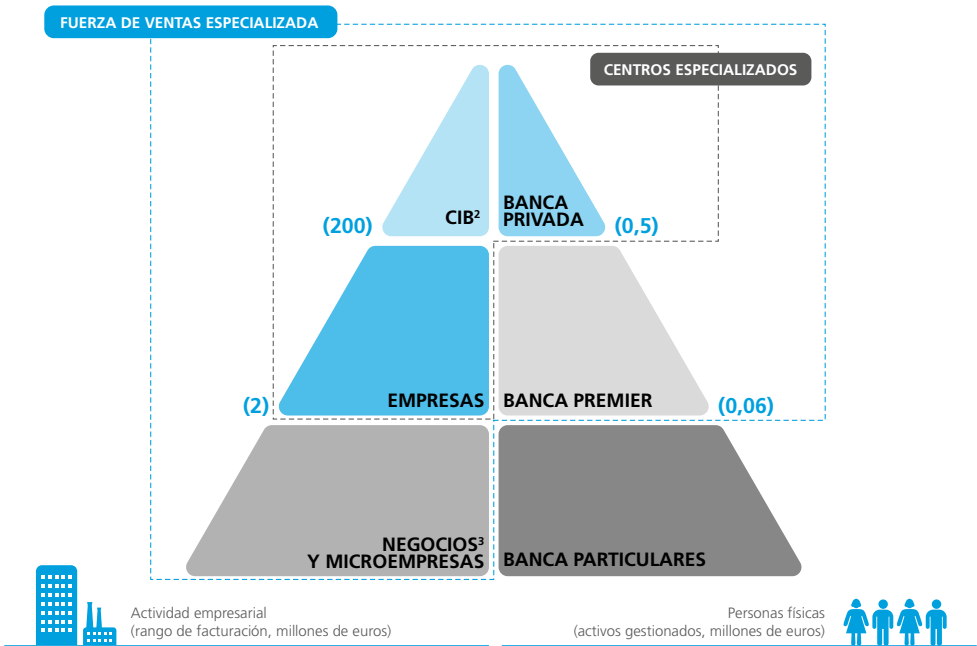 FUERZA DE VENTAS ESPECIALIZADA
CENTROS ESPECIALIZADOS
CIB²
BANCA
PRIVADA
(200)
(0,5)
EMPRESAS
BANCA PREMIER
(2)
(0,06)
NEGOCIOS³
Y MICROEMPRESAS
BANCA PARTICULARES
Actividad empresarial
(rango de facturación, millones de euros)
Personas físicas
(activos gestionados, millones de euros)